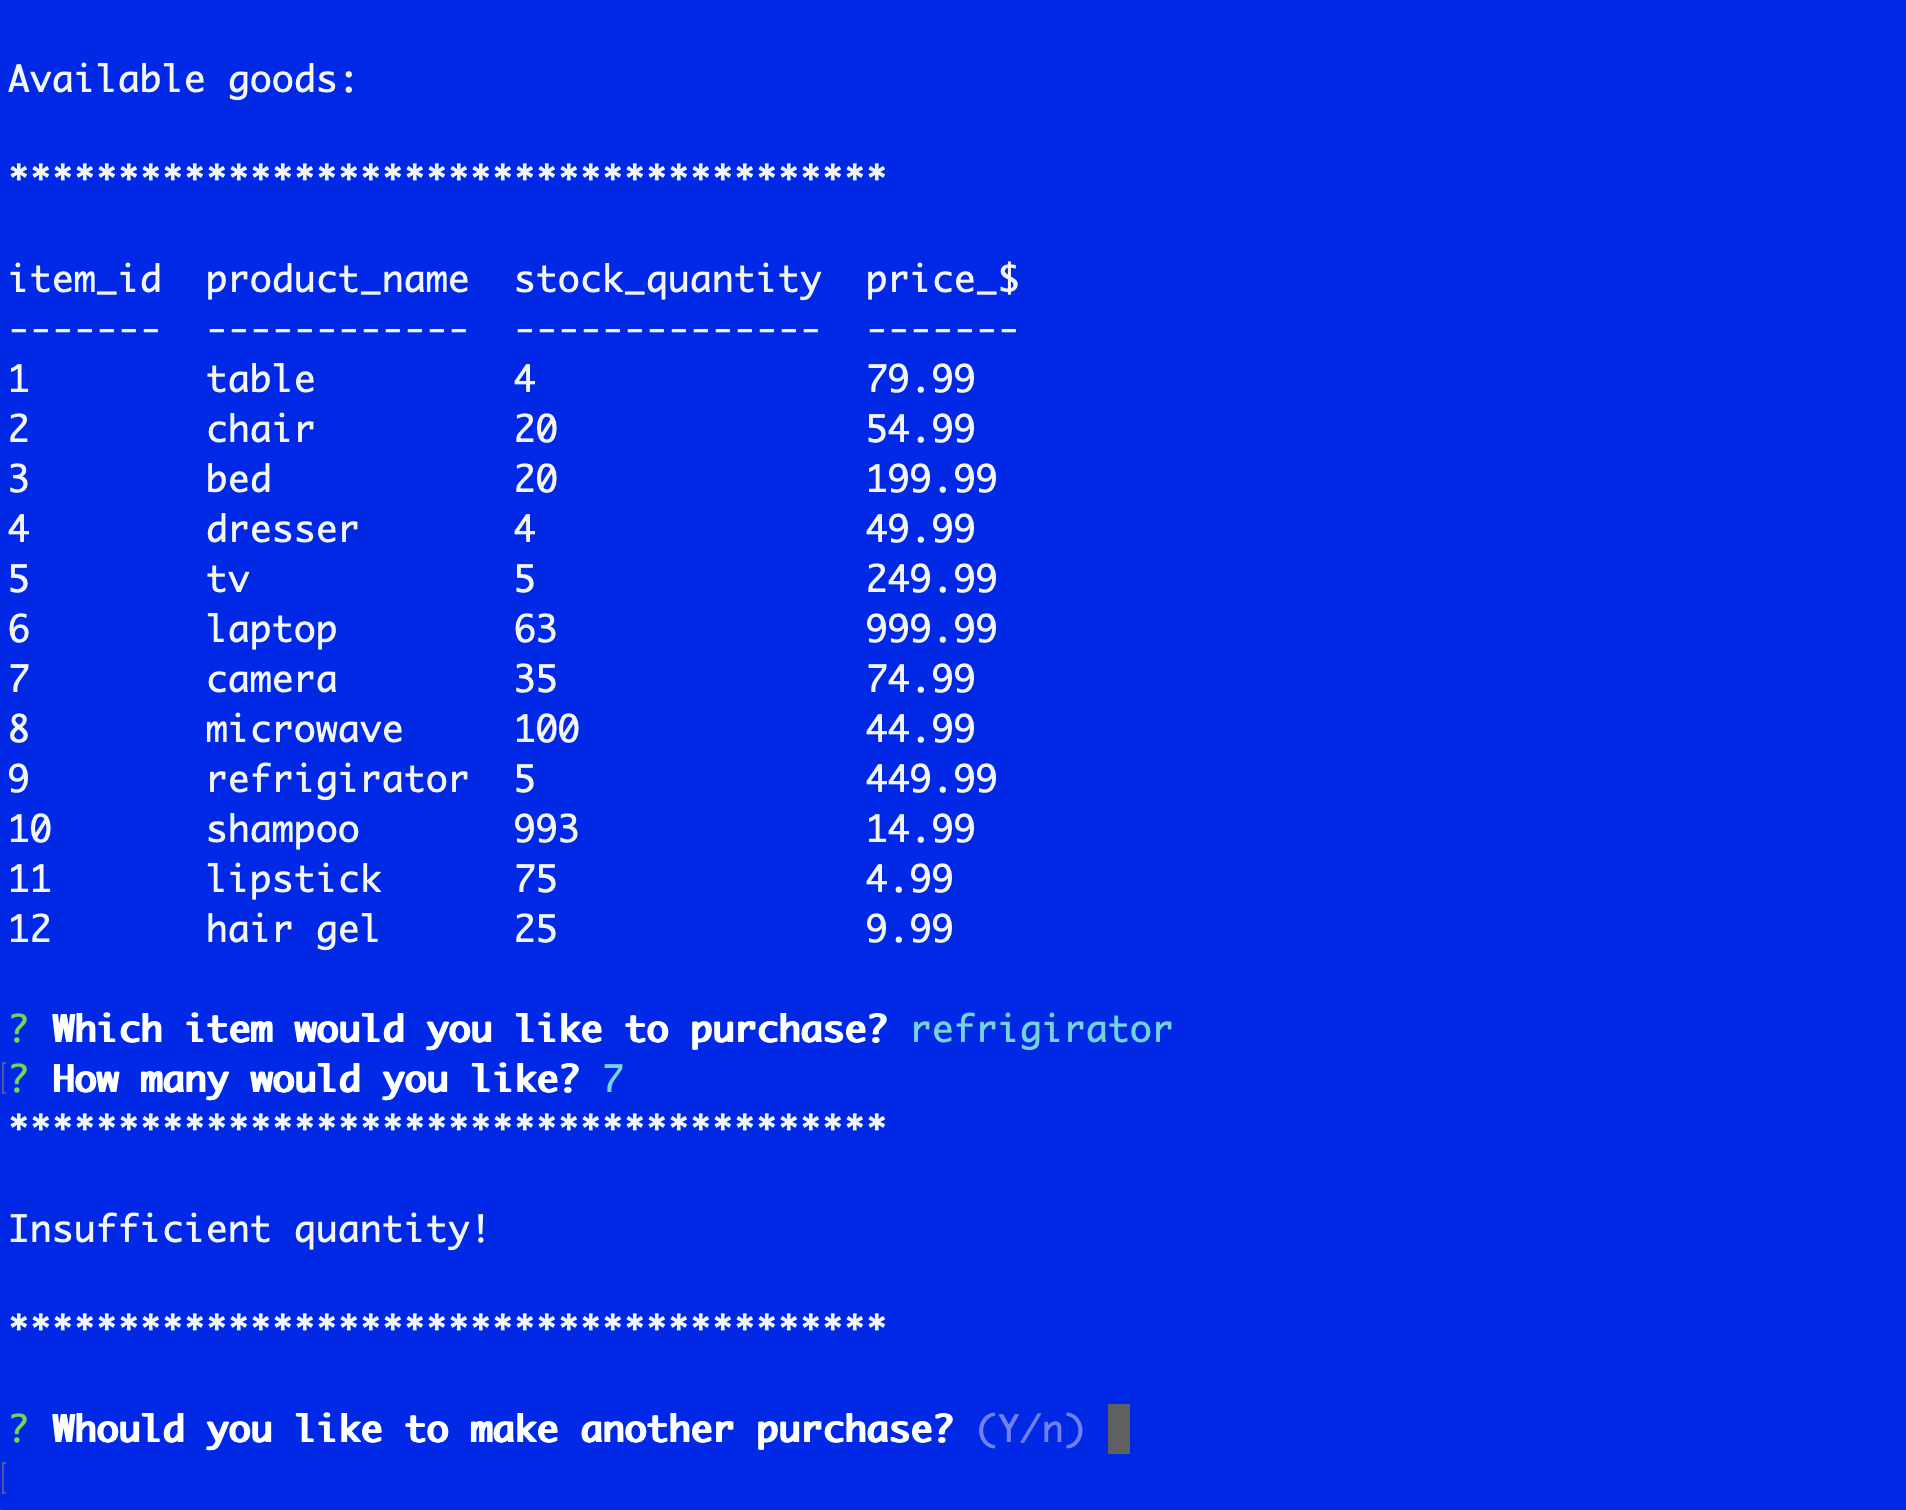 Available goods:
****************************************
item_id  product_name  stock_quantity  price_$
-------  ------------  --------------  -------
1        table         4               79.99
2        chair         20              54.99
3        bed           20              199.99
4        dresser       4               49.99
5        tv            5               249.99
6        laptop        63              999.99
7        camera        35              74.99
8        microwave     100             44.99
9        refrigirator  5               449.99
10       shampoo       993             14.99
11       lipstick      75              4.99
12       hair gel      25              9.99
? Which item would you like to purchase? refrigirator
? How many would you like? 7
****************************************
Insufficient quantity!
****************************************
? Whould you like to make another purchase? (Y/n)